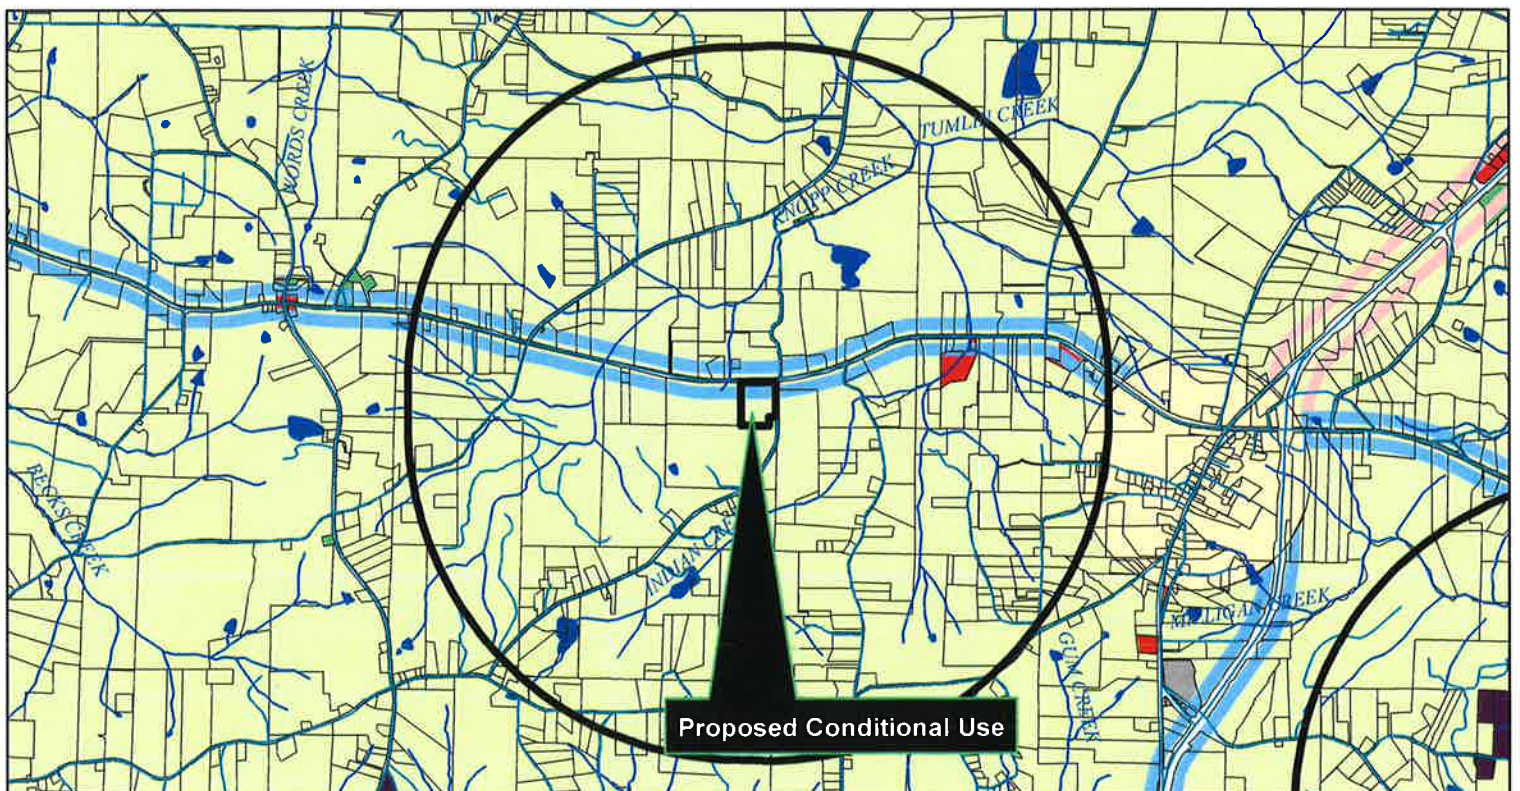 WORDS CREEK
TUMLIN CREEK
KNOPP CREEK
BECKS CREEK
INDIAN CREEK
MILLIGAN CREEK
GUM CREEK
Proposed Conditional Use